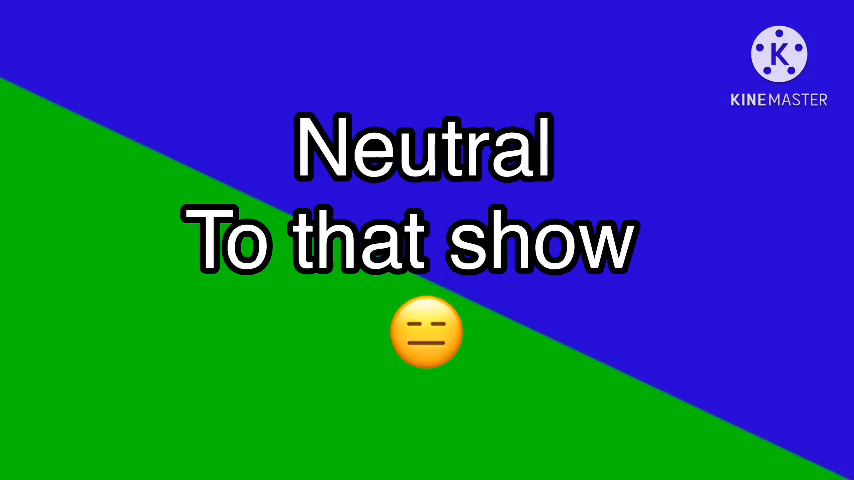 K
KINEMASTER
Neutral
To that show
😑